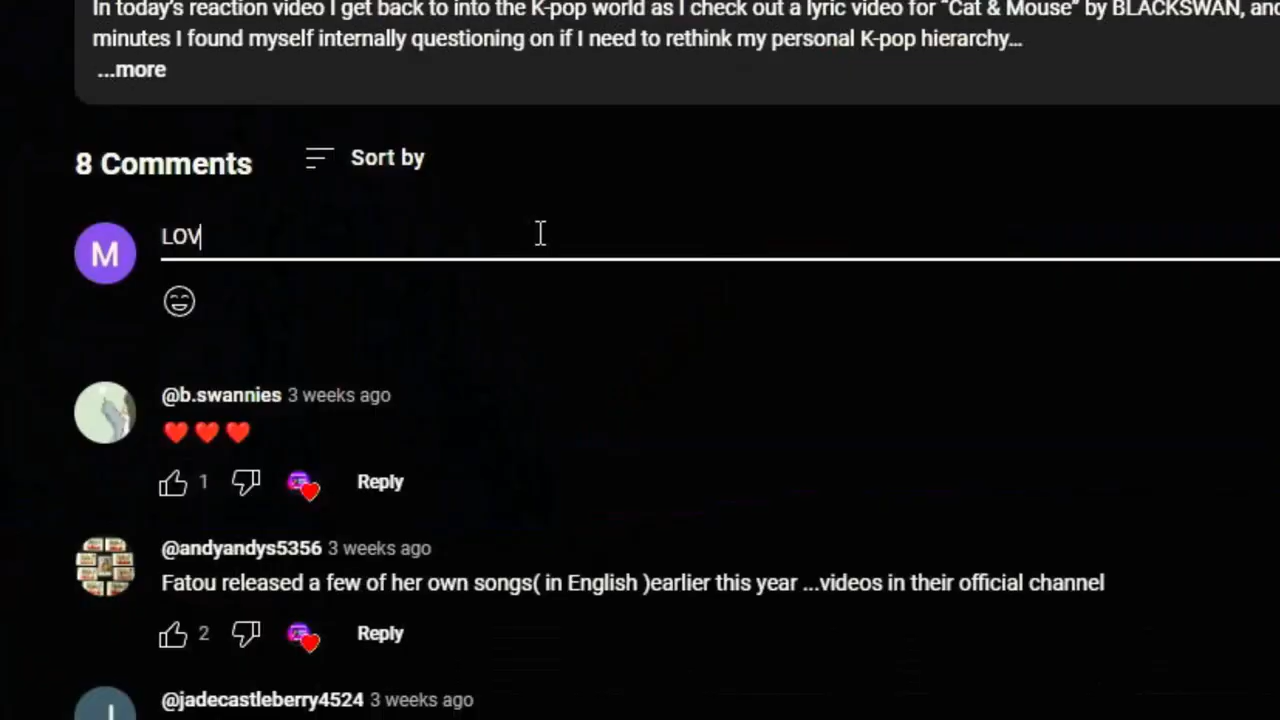 In today's reaction video I get back to into the K-pop world as I check out a lyric video for “Cat & Mouse” by BLACKSWAN, and
minutes I found myself internally questioning on if I need to rethink my personal K-pop hierarchy...
...more
8 Comments
Sort by
M
LOV
@b.swannies 3 weeks ago
❤️❤️❤️
1
Reply
@andyandys5356 3 weeks ago
Fatou released a few of her own songs( in English )earlier this year ...videos in their official channel
2
Reply
@jadecastleberry4524 3 weeks ago